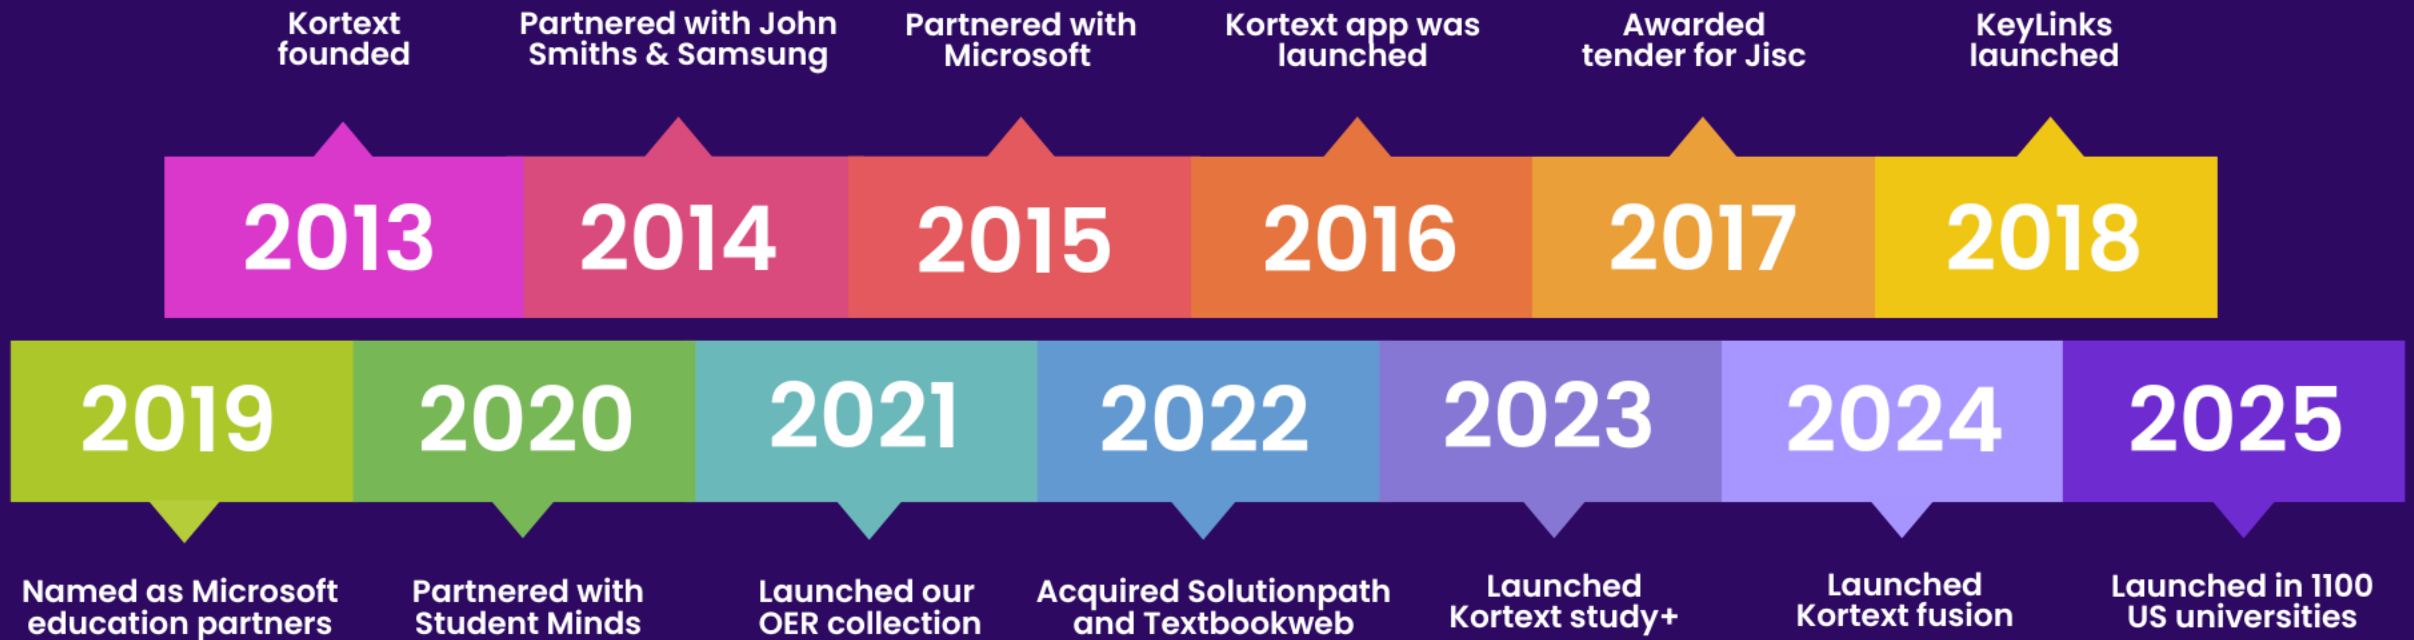 Kortext
founded
Partnered with John
Smiths & Samsung
Partnered with
Microsoft
Kortext app was
launched
Awarded
tender for Jisc
KeyLinks
launched
2013
2014
2015
2016
2017
2018
2019
2020
2021
2022
2023
2024
2025
Named as Microsoft
education partners
Partnered with
Student Minds
Launched our
OER collection
Acquired Solutionpath
and Textbookweb
Launched
Kortext study+
Launched
Kortext fusion
Launched in 1100
US universities